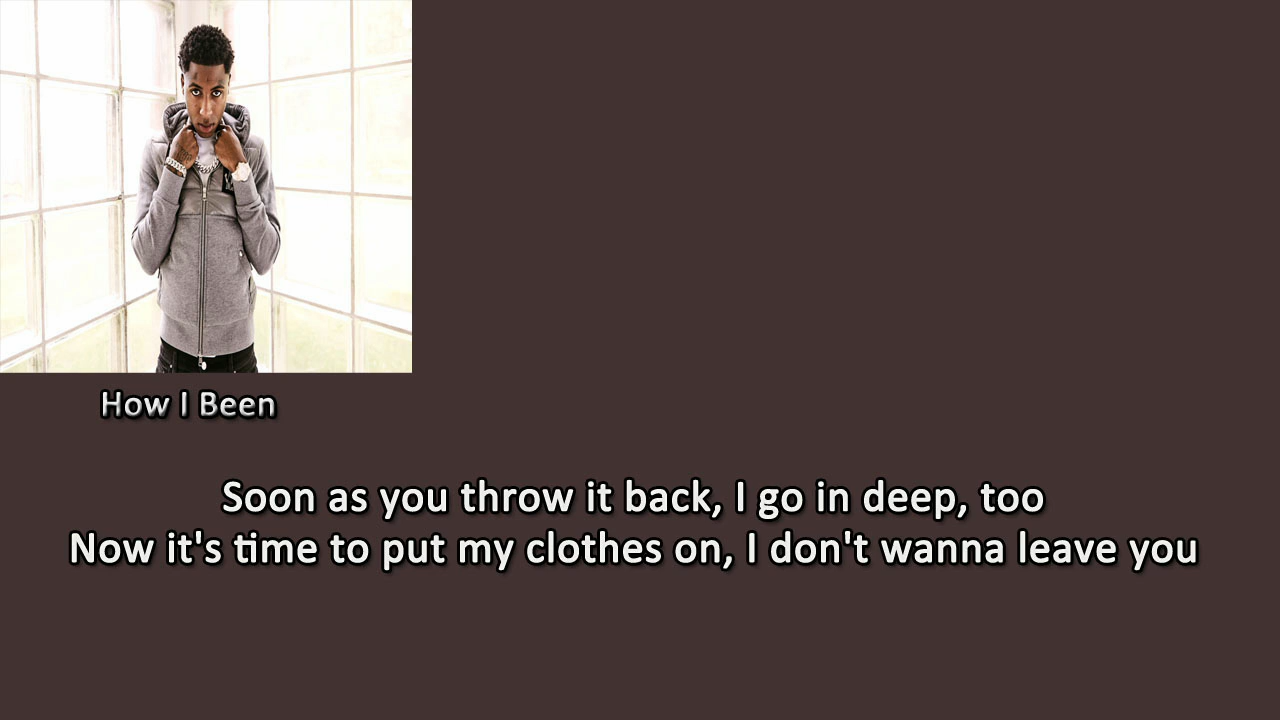 How I Been
Soon as you throw it back, I go in deep, too
Now it's time to put my clothes on, I don't wanna leave you